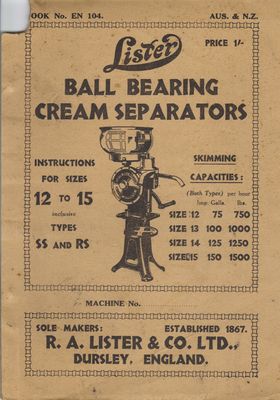 OOK No. EN 104.
AUS. & N.Z.
Lister
PRICE 1/-
BALL BEARING
CREAM SEPARATORS
INSTRUCTIONS
FOR SIZES
12 TO 15
inclusive
TYPES
SS AND RS
SKIMMING
CAPACITIES:
(Both Types) per hour
Imp. Galls. lbs.
SIZE 12 75 750
SIZE 13 100 1000
SIZE 14 125 1250
SIZE 15 150 1500
MACHINE No.
SOLE MAKERS: ESTABLISHED 1867.
R. A. LISTER & CO. LTD.,
DURSLEY, ENGLAND.